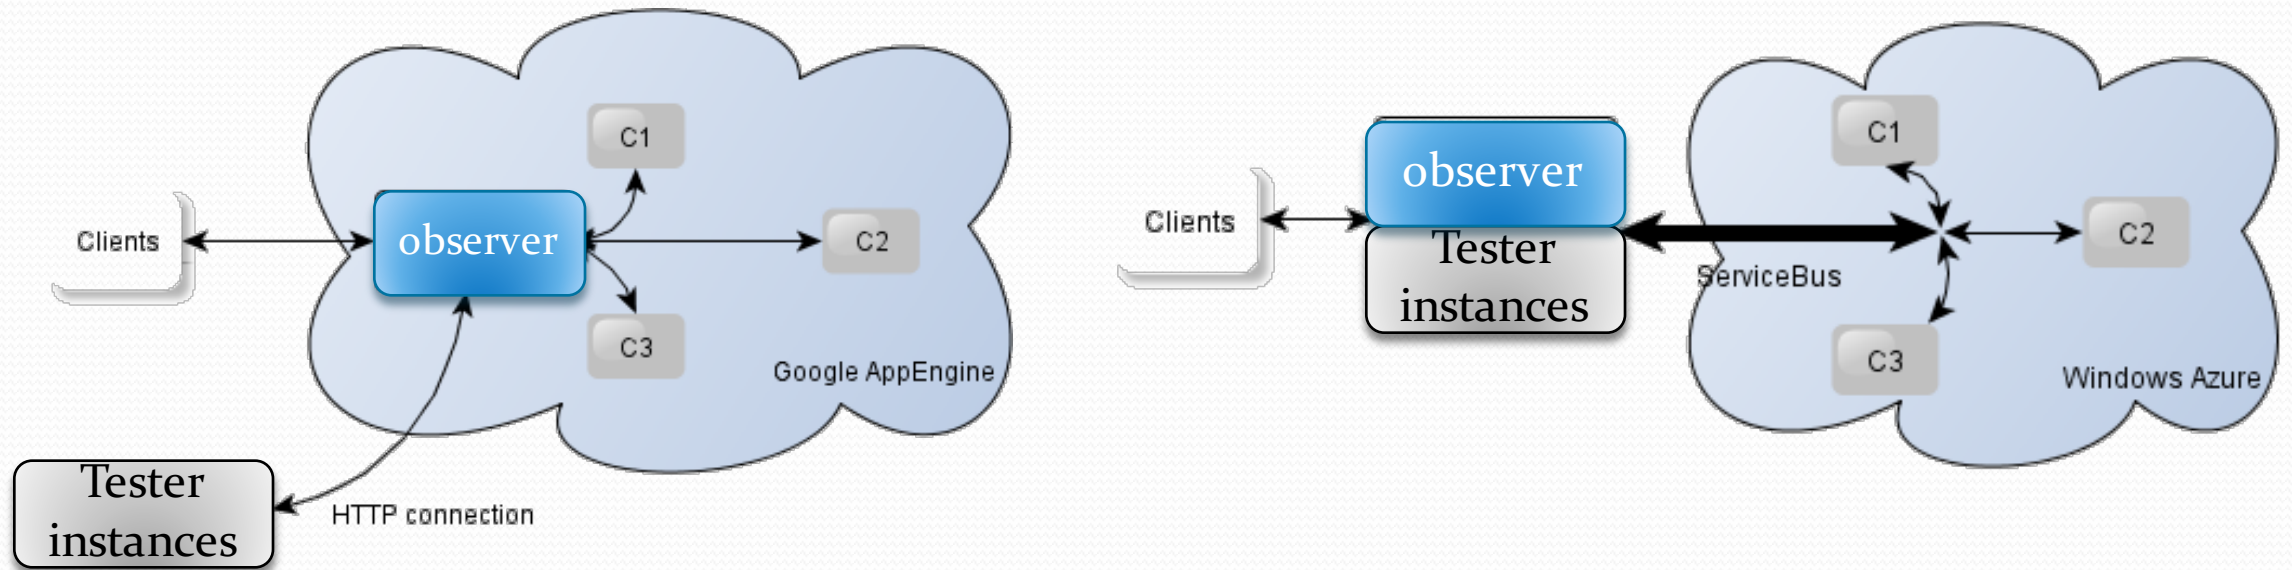 C1
Clients
observer
C2
C3
Google AppEngine
Tester
instances
HTTP connection
C1
observer
Clients
C2
Tester
instances
ServiceBus
C3
Windows Azure